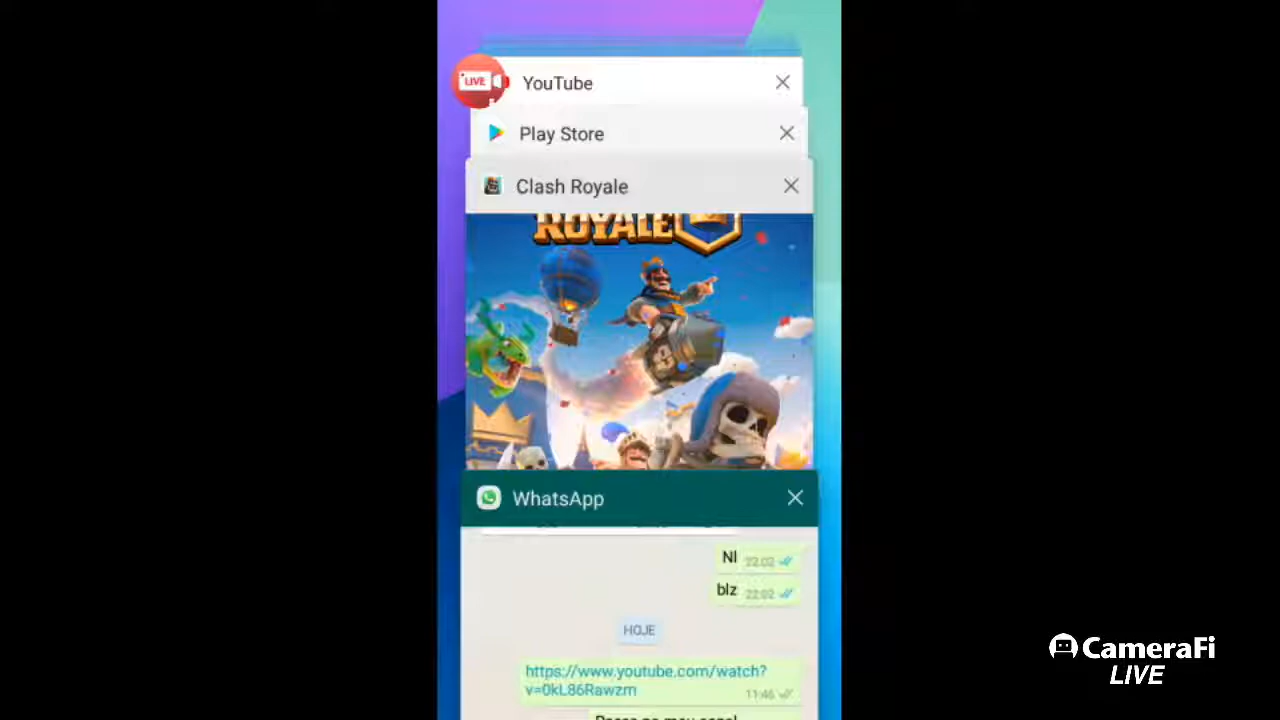 LIVE
YouTube
Play Store
Clash Royale
ROYALE
WhatsApp
Nl 22:02
blz 22:02
HOJE
https://www.youtube.com/watch?
v=0kL86Rawzm 11:46
CameraFi
LIVE